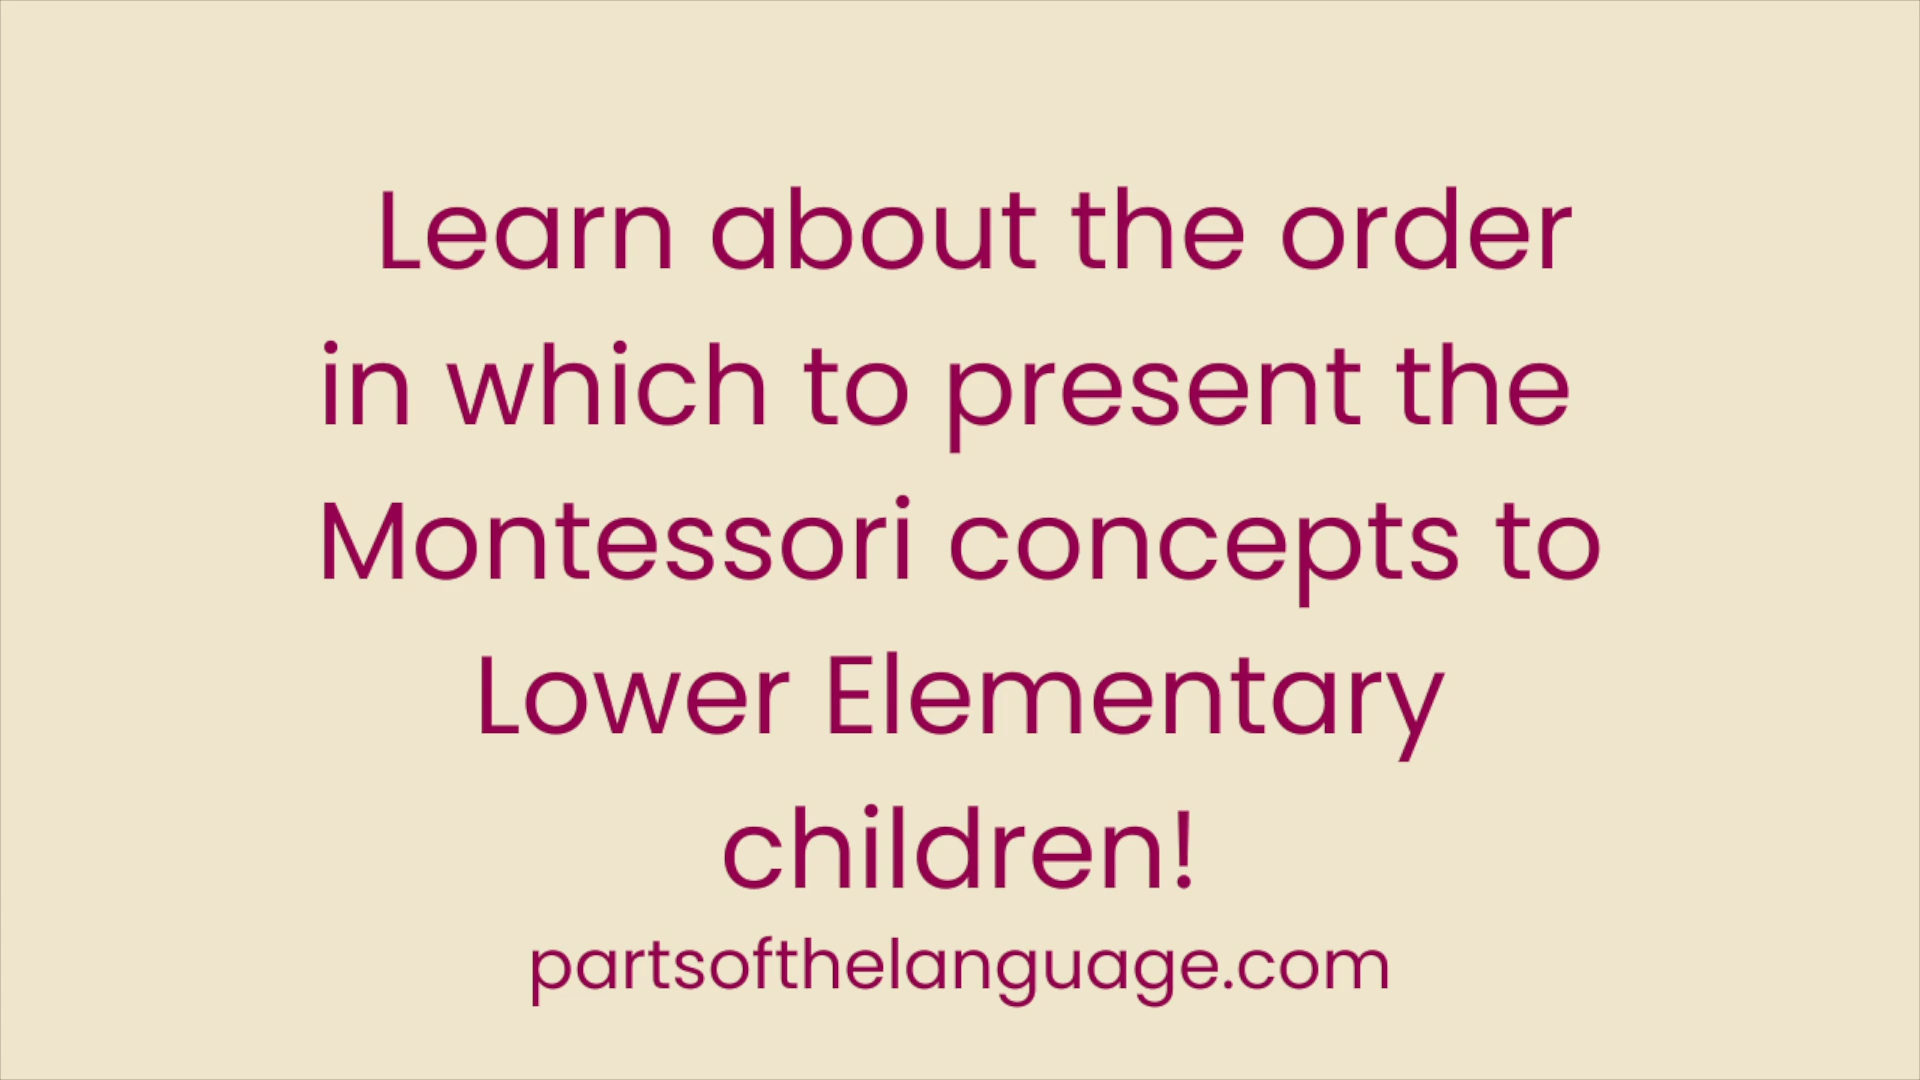 Learn about the order
in which to present the
Montessori concepts to
Lower Elementary
children!
partsofthelanguage.com